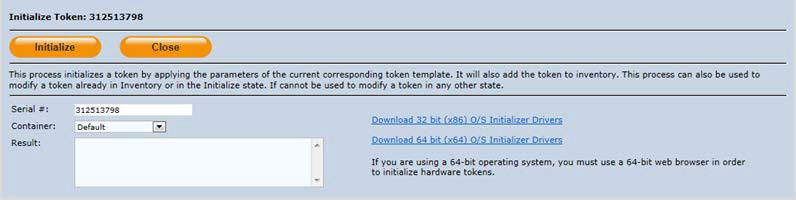 Initialize Token: 312513798
Initialize
Close
This process initializes a token by applying the parameters of the current corresponding token template. It will also add the token to inventory. This process can also be used to
modify a token already in Inventory or in the Initialize state. If cannot be used to modify a token in any other state.
Serial #:
312513798
Download 32 bit (x86) O/S Initializer Drivers
Container:
Default
Download 64 bit (x64) O/S Initializer Drivers
Result:
If you are using a 64-bit operating system, you must use a 64-bit web browser in order
to initialize hardware tokens.